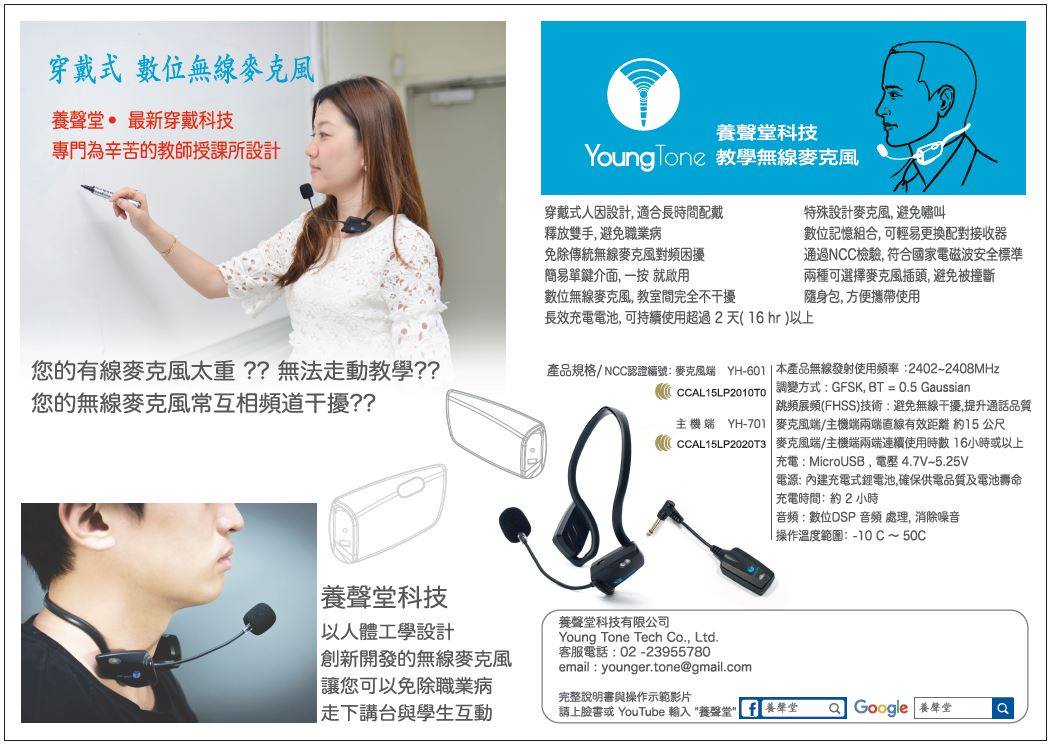 穿戴式 數位無線麥克風
養聲堂• 最新穿戴科技
專門為辛苦的教師授課所設計
您的有線麥克風太重 ?? 無法走動教學??
您的無線麥克風常互相頻道干擾??
養聲堂科技
以人體工學設計
創新開發的無線麥克風
讓您可以免除職業病
走下講台與學生互動
YoungTone
養聲堂科技
教學無線麥克風
穿戴式人因設計, 適合長時間配戴
釋放雙手, 避免職業病
免除傳統無線麥克風對頻困擾
簡易單鍵介面, 一按 就啟用
數位無線麥克風, 教室間完全不干擾
長效充電電池, 可持續使用超過 2 天( 16 hr )以上
特殊設計麥克風, 避免嘯叫
數位記憶組合, 可輕易更換配對接收器
通過NCC檢驗, 符合國家電磁波安全標準
兩種可選擇麥克風插頭, 避免被撞斷
隨身包, 方便攜帶使用
產品規格/ NCC認證編號: 麥克風端 YH-601
CCAL15LP2010T0
主 機 端 YH-701
CCAL15LP2020T3
本產品無線發射使用頻率 :2402~2408MHz
調變方式 : GFSK, BT = 0.5 Gaussian
跳頻展頻(FHSS)技術 : 避免無線干擾,提升通話品質
麥克風端/主機端兩端直線有效距離 約15 公尺
麥克風端/主機端兩端連續使用時數 16小時或以上
充電 : MicroUSB , 電壓 4.7V~5.25V
電源: 內建充電式鋰電池,確保供電品質及電池壽命
充電時間: 約 2 小時
音頻 : 數位DSP 音頻 處理, 消除噪音
操作溫度範圍: -10 C ～ 50C
養聲堂科技有限公司
Young Tone Tech Co., Ltd.
客服電話 : 02 -23955780
email : younger.tone@gmail.com
完整說明書與操作示範影片
請上臉書或 YouTube 輸入 "養聲堂" f 養聲堂 Google 養聲堂